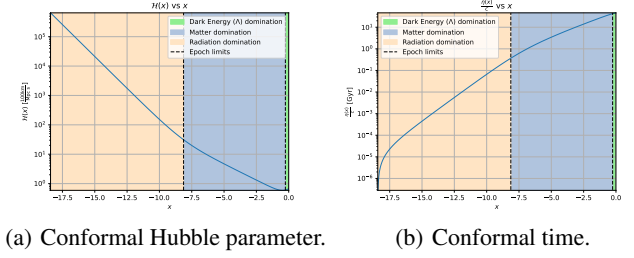 ℋ(x) vs x
Dark Energy (Λ) domination
Matter domination
Radiation domination
Epoch limits
10⁵
10⁴
10³
10²
10¹
10⁰
ℋ(x) [100km / Mpc s]
−17.5 −15.0 −12.5 −10.0 −7.5 −5.0 −2.5 0.0
x
(a) Conformal Hubble parameter.
η(x)/c vs x
Dark Energy (Λ) domination
Matter domination
Radiation domination
Epoch limits
10¹
10⁰
10⁻¹
10⁻²
10⁻³
10⁻⁴
10⁻⁵
10⁻⁶
η(x)/c [Gyr]
−17.5 −15.0 −12.5 −10.0 −7.5 −5.0 −2.5 0.0
x
(b) Conformal time.